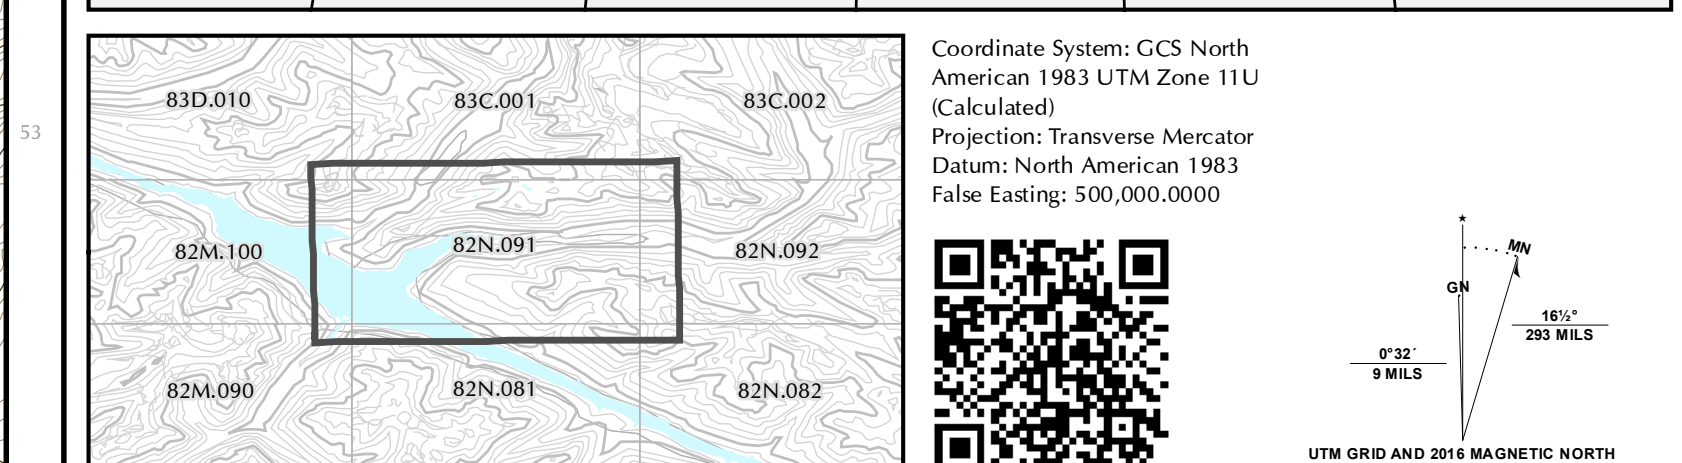 53
83D.010
83C.001
83C.002
82M.100
82N.091
82N.092
82M.090
82N.081
82N.082
Coordinate System: GCS North
American 1983 UTM Zone 11U
(Calculated)
Projection: Transverse Mercator
Datum: North American 1983
False Easting: 500,000.0000
MN
GN
16½°
293 MILS
0°32´
9 MILS
UTM GRID AND 2016 MAGNETIC NORTH